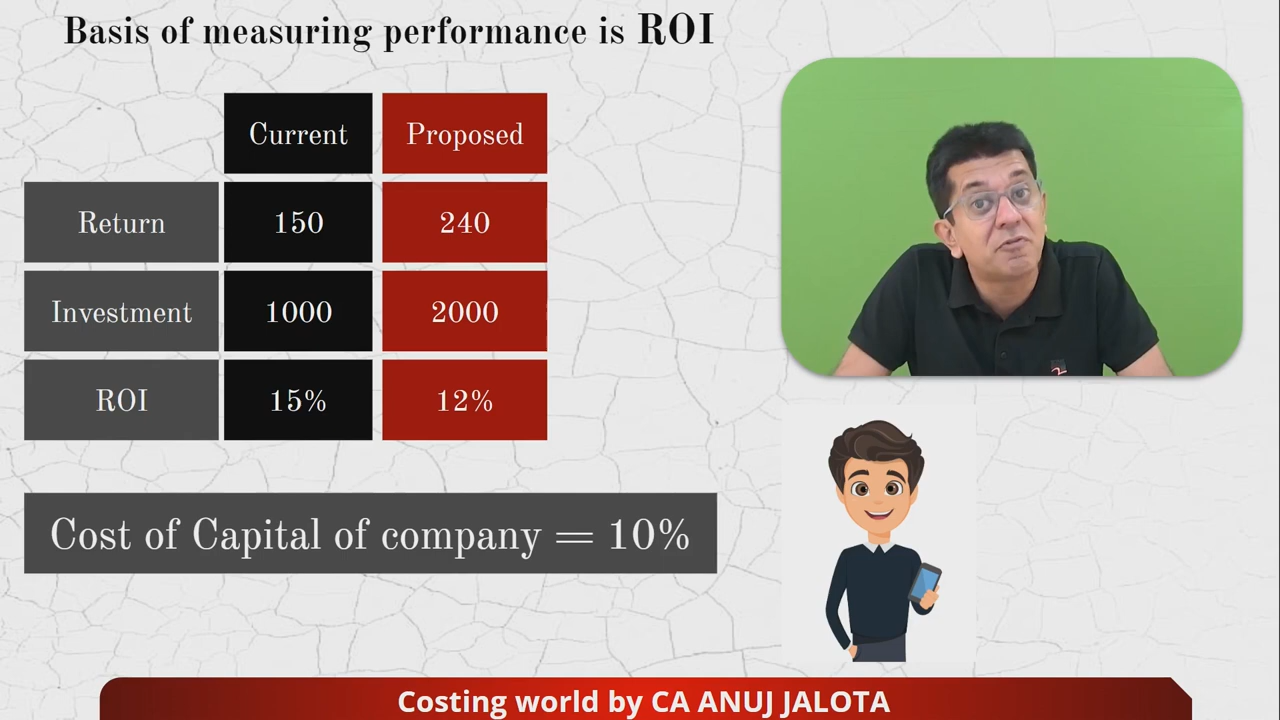 Basis of measuring performance is ROI
Current Proposed
Return 150 240
Investment 1000 2000
ROI 15% 12%
Cost of Capital of company = 10%
Costing world by CA ANUJ JALOTA